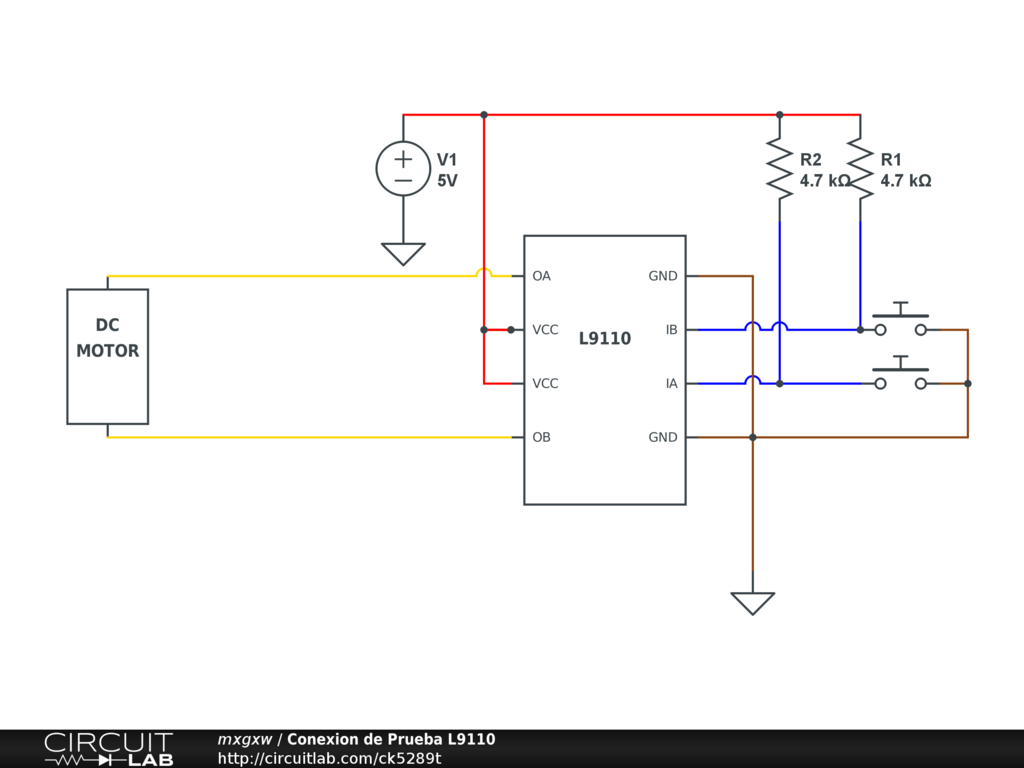 V1
5V
R2
4.7 kΩ
R1
4.7 kΩ
OA
GND
DC
MOTOR
VCC
L9110
IB
VCC
IA
OB
GND
CIRCUIT
LAB
mxgxw / Conexion de Prueba L9110
http://circuitlab.com/ck5289t